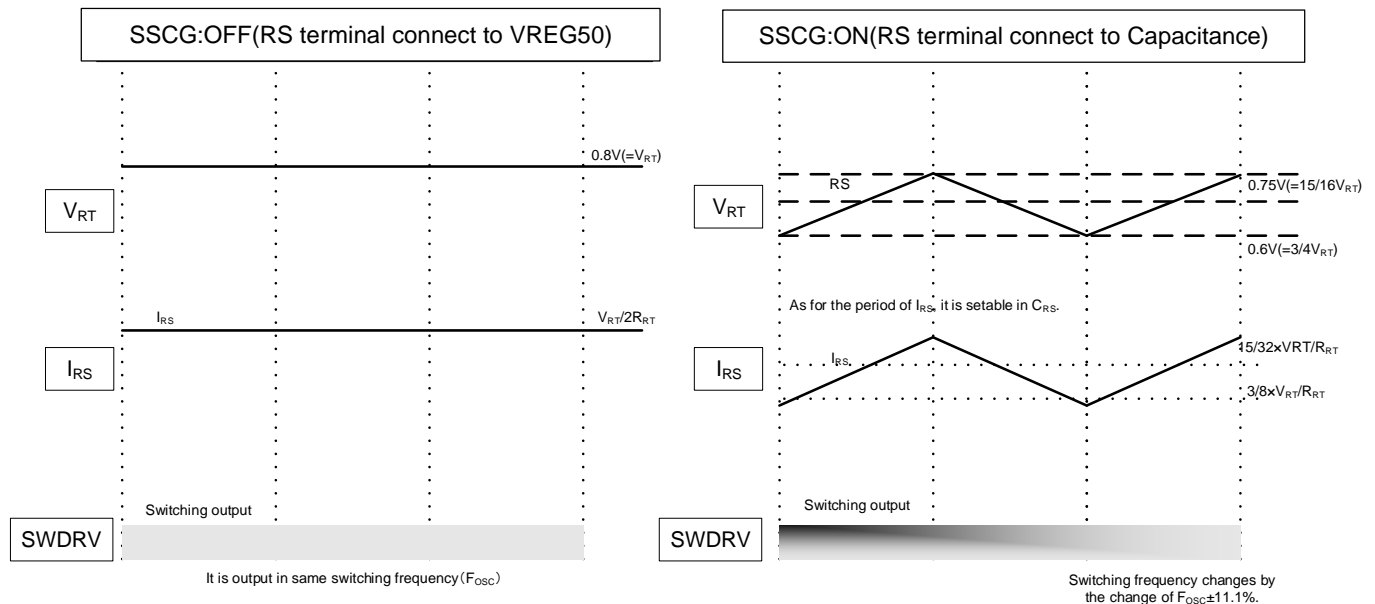 SSCG:OFF(RS terminal connect to VREG50)
0.8V(=VRT)
VRT
IRS
VRT/2RRT
IRS
Switching output
SWDRV
It is output in same switching frequency(FOSC)
SSCG:ON(RS terminal connect to Capacitance)
RS
0.75V(=15/16VRT)
VRT
0.6V(=3/4VRT)
As for the period of IRS, it is setable in CRS.
IRS
15/32×VRT/RRT
IRS
3/8×VRT/RRT
Switching output
SWDRV
Switching frequency changes by
the change of FOSC±11.1%.